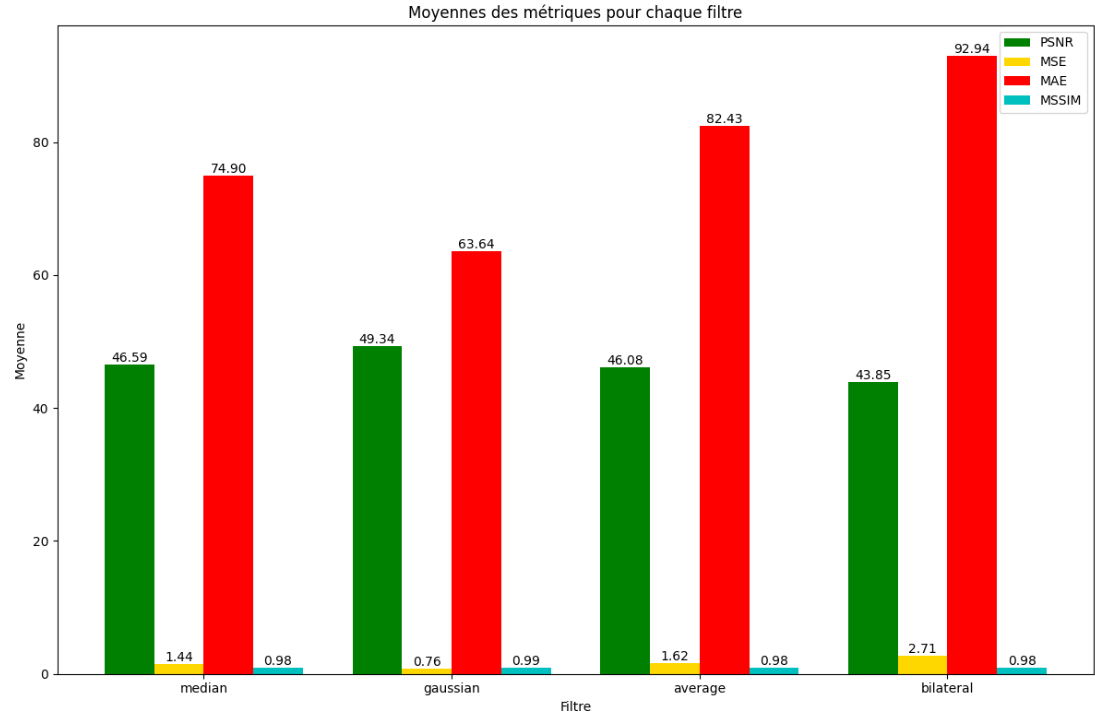 Moyennes des métriques pour chaque filtre
PSNR
MSE
MAE
MSSIM
Moyenne
80
60
40
20
0
46.59
1.44
74.90
0.98
49.34
0.76
63.64
0.99
46.08
1.62
82.43
0.98
43.85
2.71
92.94
0.98
median
gaussian
average
bilateral
Filtre